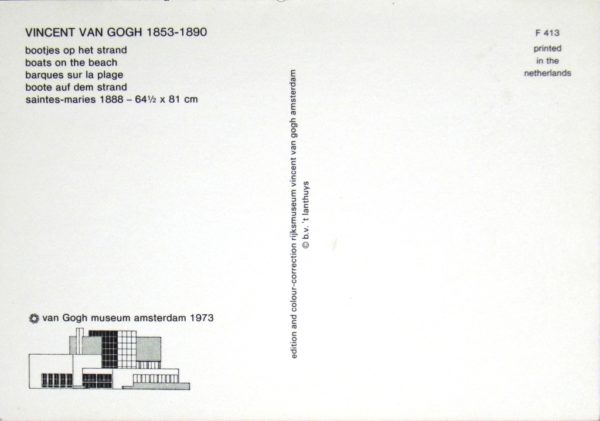 VINCENT VAN GOGH 1853-1890
bootjes op het strand
boats on the beach
barques sur la plage
boote auf dem strand
saintes-maries 1888 – 64½ x 81 cm
F 413
printed
in the
netherlands
edition and colour-correction rijksmuseum vincent van gogh amsterdam
© b.v. 't lanthuys
van Gogh museum amsterdam 1973